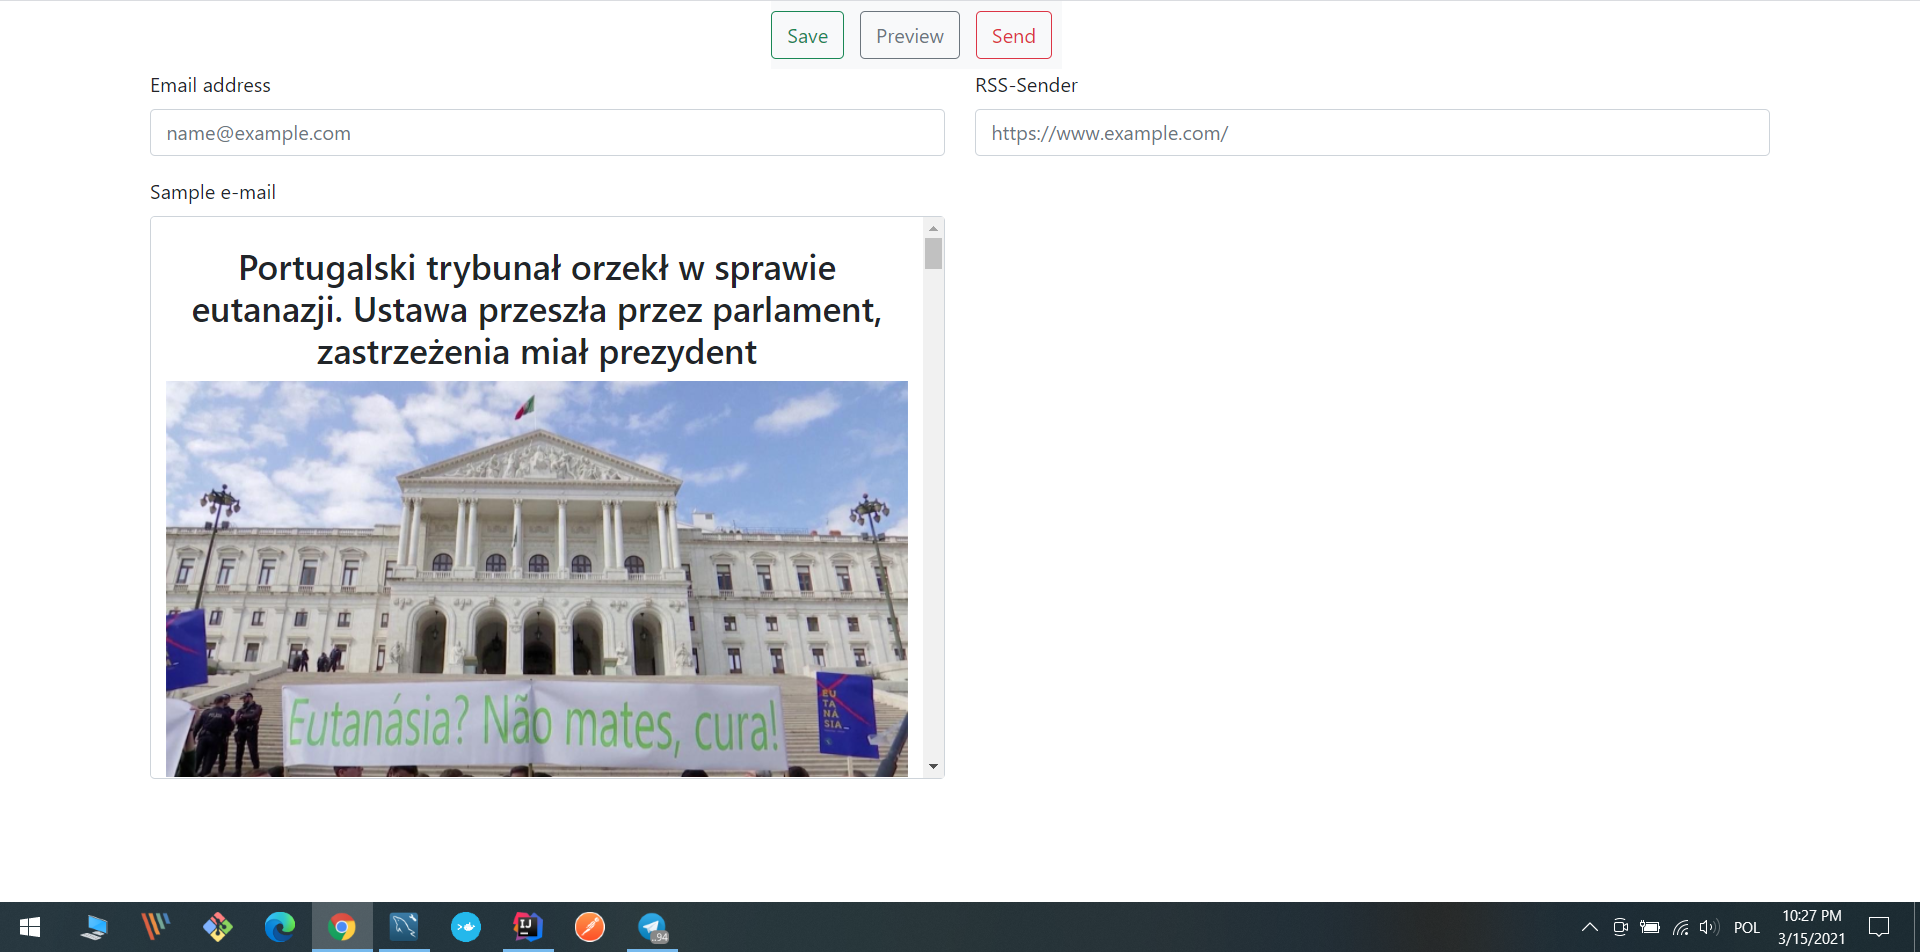 Save Preview Send
Email address
RSS-Sender
name@example.com
https://www.example.com/
Sample e-mail
Portugalski trybunał orzekł w sprawie
eutanazji. Ustawa przeszła przez parlament,
zastrzeżenia miał prezydent
Eutanásia? Não mates, cura!
EU
TA
NÁ
SIA_
IJ
..94
POL
10:27 PM
3/15/2021